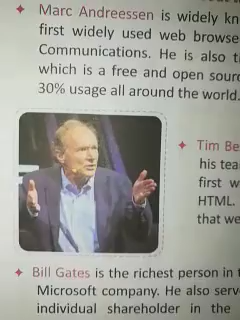 Marc Andreessen is widely kn
first widely used web browse
Communications. He is also t
which is a free and open sour
30% usage all around the world.
Tim Be
his tea
first w
HTML.
that we
Bill Gates is the richest person in t
Microsoft company. He also serv
individual shareholder in the